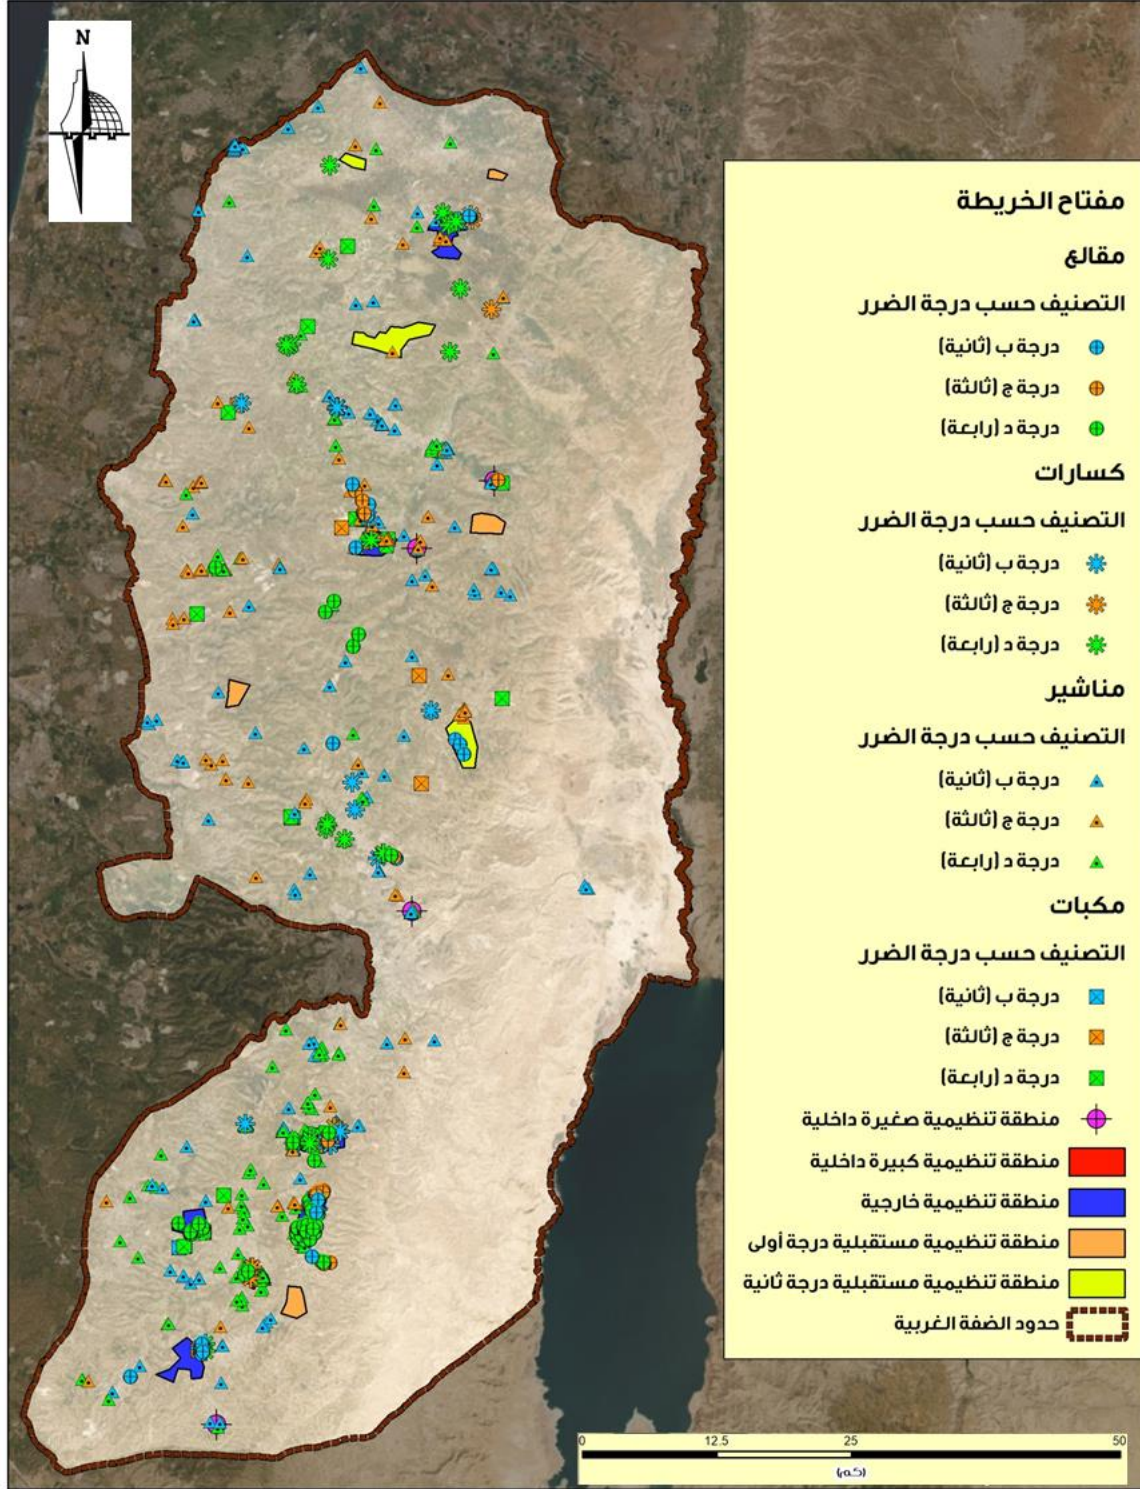 N
مفتاح الخريطة
مقالع
التصنيف حسب درجة الضرر
درجة ب (ثانية)
درجة ج (ثالثة)
درجة د (رابعة)
كسارات
التصنيف حسب درجة الضرر
درجة ب (ثانية)
درجة ج (ثالثة)
درجة د (رابعة)
مناشير
التصنيف حسب درجة الضرر
درجة ب (ثانية)
درجة ج (ثالثة)
درجة د (رابعة)
مكبات
التصنيف حسب درجة الضرر
درجة ب (ثانية)
درجة ج (ثالثة)
درجة د (رابعة)
منطقة تنظيمية صغيرة داخلية
منطقة تنظيمية كبيرة داخلية
منطقة تنظيمية خارجية
منطقة تنظيمية مستقبلية درجة أولى
منطقة تنظيمية مستقبلية درجة ثانية
حدود الضفة الغربية
0 12.5 25 50
(كم)